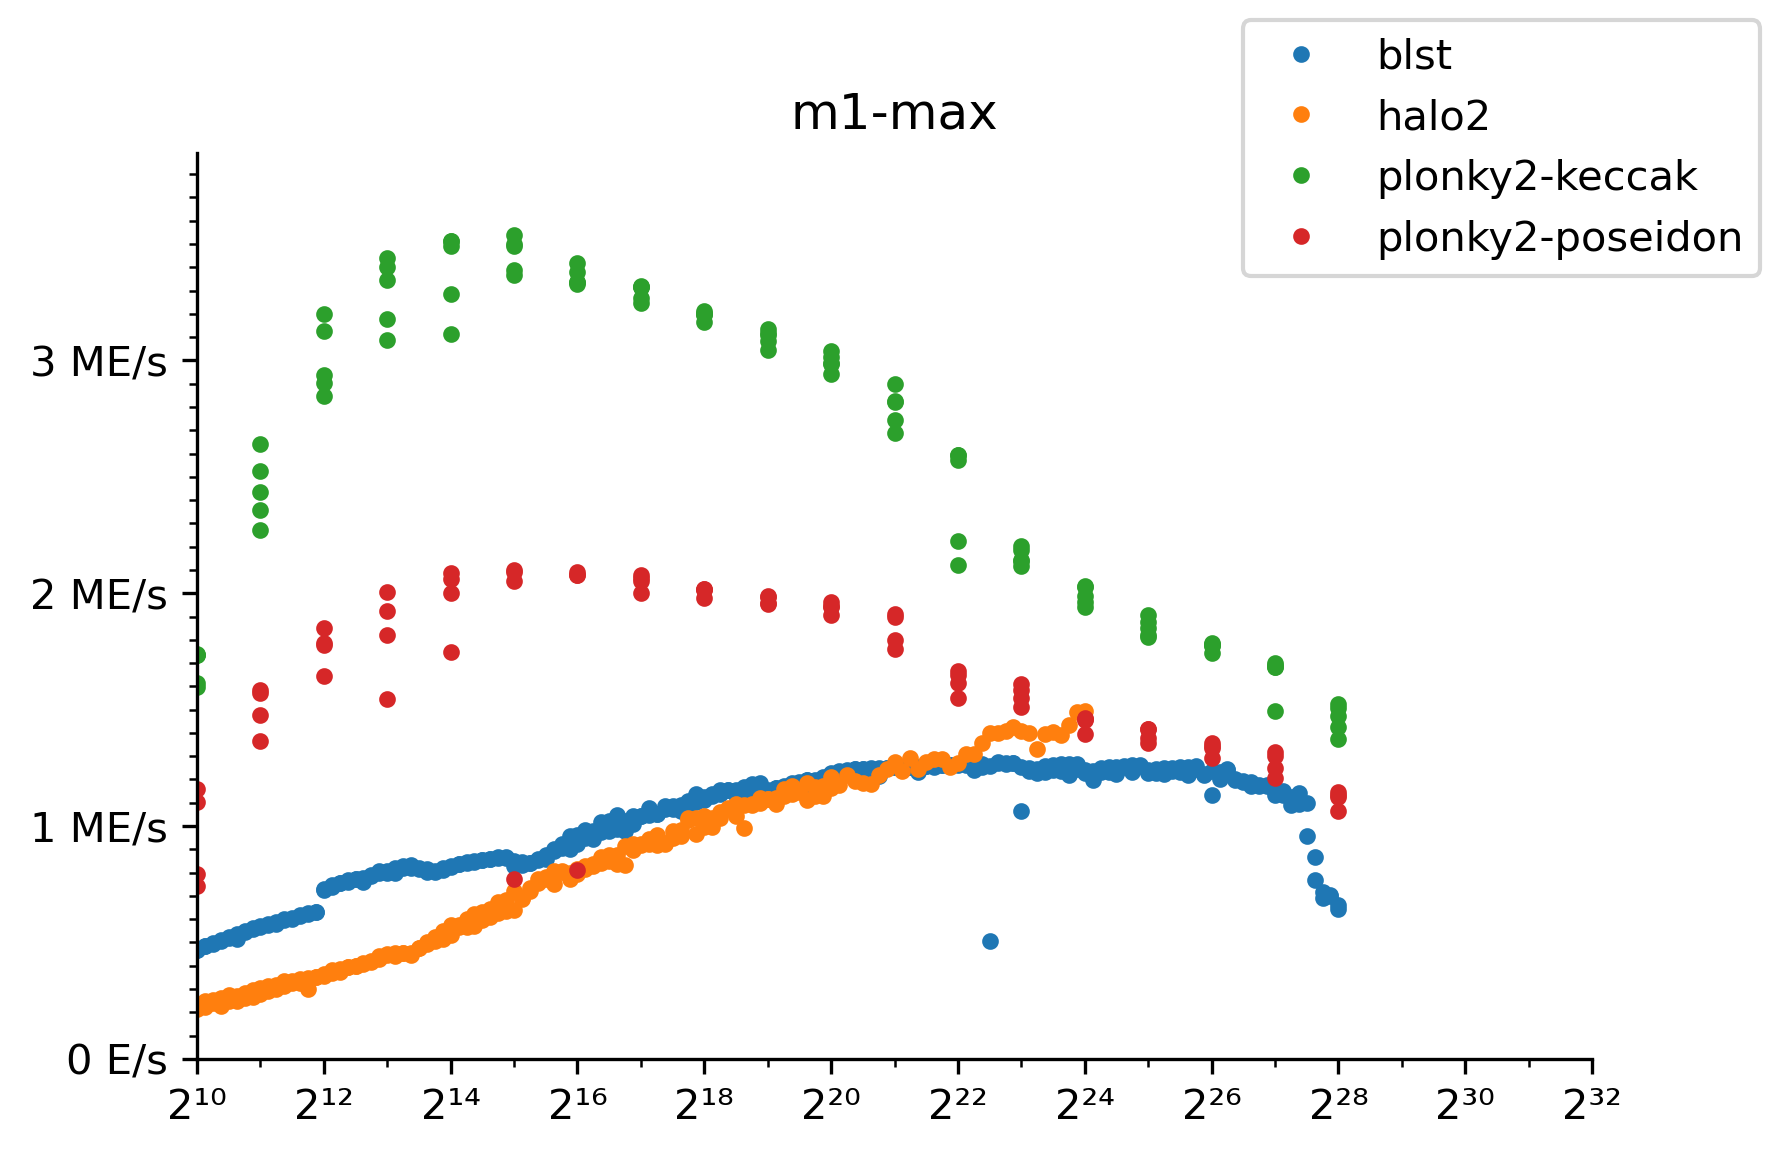 blst
halo2
plonky2-keccak
plonky2-poseidon
m1-max
3 ME/s
2 ME/s
1 ME/s
0 E/s
2¹⁰ 2¹² 2¹⁴ 2¹⁶ 2¹⁸ 2²⁰ 2²² 2²⁴ 2²⁶ 2²⁸ 2³⁰ 2³²